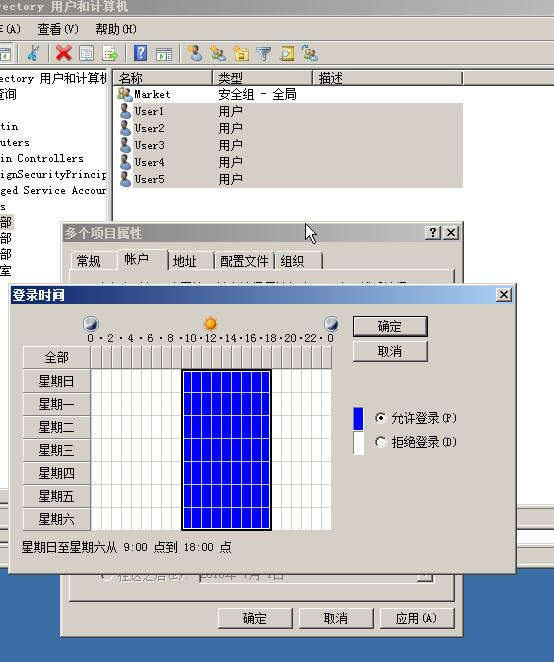 rectory 用户和计算机
作(A) 查看(V) 帮助(H)
rectory 用户和计算机
查询
名称 类型 描述
Market 安全组 - 全局
User1 用户
User2 用户
User3 用户
User4 用户
User5 用户
tin
uters
in Controllers
ignSecurityPrincip
ged Service Accour
s
部
部
部
室
多个项目属性
常规 帐户 地址 配置文件 组织
登录时间
0 · 2 · 4 · 6 · 8 · 10 · 12 · 14 · 16 · 18 · 20 · 22 · 0
全部
星期日
星期一
星期二
星期三
星期四
星期五
星期六
确定
取消
允许登录(P)
拒绝登录(D)
星期日至星期六从 9:00 点到 18:00 点
确定 取消 应用(A)